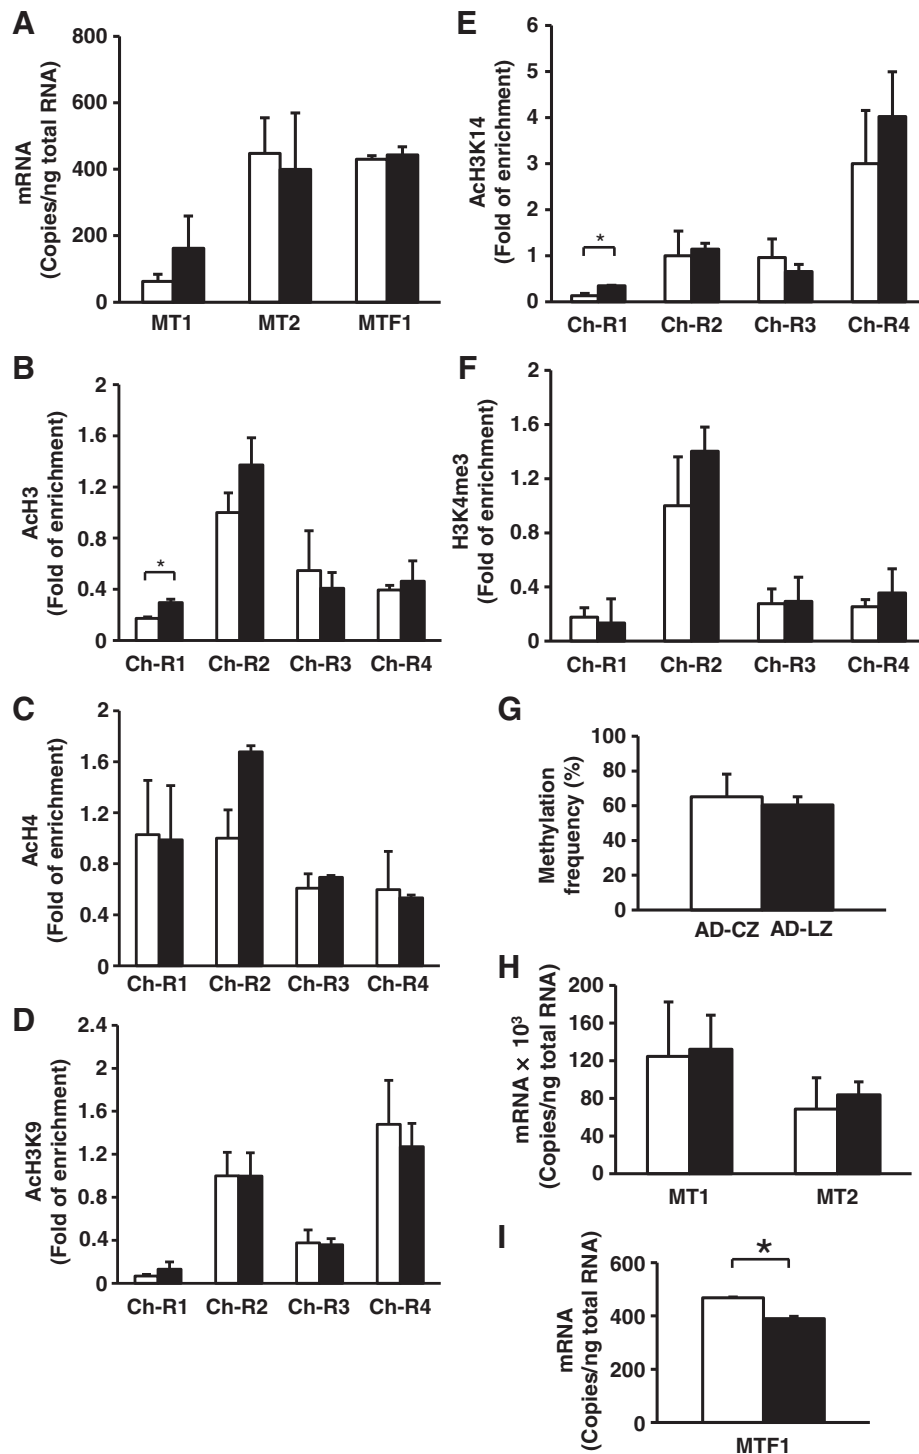 A
mRNA
(Copies/ng total RNA)
800
600
400
200
0
MT1 MT2 MTF1
B
AcH3
(Fold of enrichment)
2
1.6
1.2
0.8
0.4
0
*
Ch-R1 Ch-R2 Ch-R3 Ch-R4
C
AcH4
(Fold of enrichment)
2
1.6
1.2
0.8
0.4
0
Ch-R1 Ch-R2 Ch-R3 Ch-R4
D
AcH3K9
(Fold of enrichment)
2.4
2
1.6
1.2
0.8
0.4
0
Ch-R1 Ch-R2 Ch-R3 Ch-R4
E
AcH3K14
(Fold of enrichment)
6
5
4
3
2
1
0
*
Ch-R1 Ch-R2 Ch-R3 Ch-R4
F
H3K4me3
(Fold of enrichment)
2
1.6
1.2
0.8
0.4
0
Ch-R1 Ch-R2 Ch-R3 Ch-R4
G
Methylation
frequency (%)
100
80
60
40
20
0
AD-CZ AD-LZ
H
mRNA × 10³
(Copies/ng total RNA)
200
160
120
80
40
0
MT1 MT2
I
mRNA
(Copies/ng total RNA)
600
400
200
0
*
MTF1